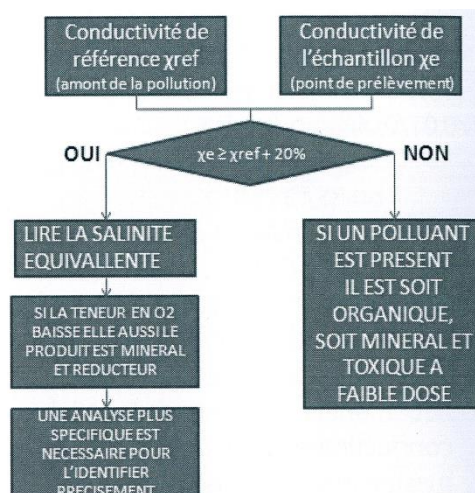 Conductivité de
référence χref
(amont de la pollution)
Conductivité de
l'échantillon χe
(point de prélèvement)
OUI
χe ≥ χref + 20%
NON
LIRE LA SALINITE
EQUIVALLENTE
SI LA TENEUR EN O2
BAISSE ELLE AUSSI LE
PRODUIT EST MINERAL
ET REDUCTEUR
UNE ANALYSE PLUS
SPECIFIQUE EST
NECESSAIRE POUR
L'IDENTIFIER
PRECISEMENT
SI UN POLLUANT
EST PRESENT
IL EST SOIT
ORGANIQUE,
SOIT MINERAL ET
TOXIQUE A
FAIBLE DOSE